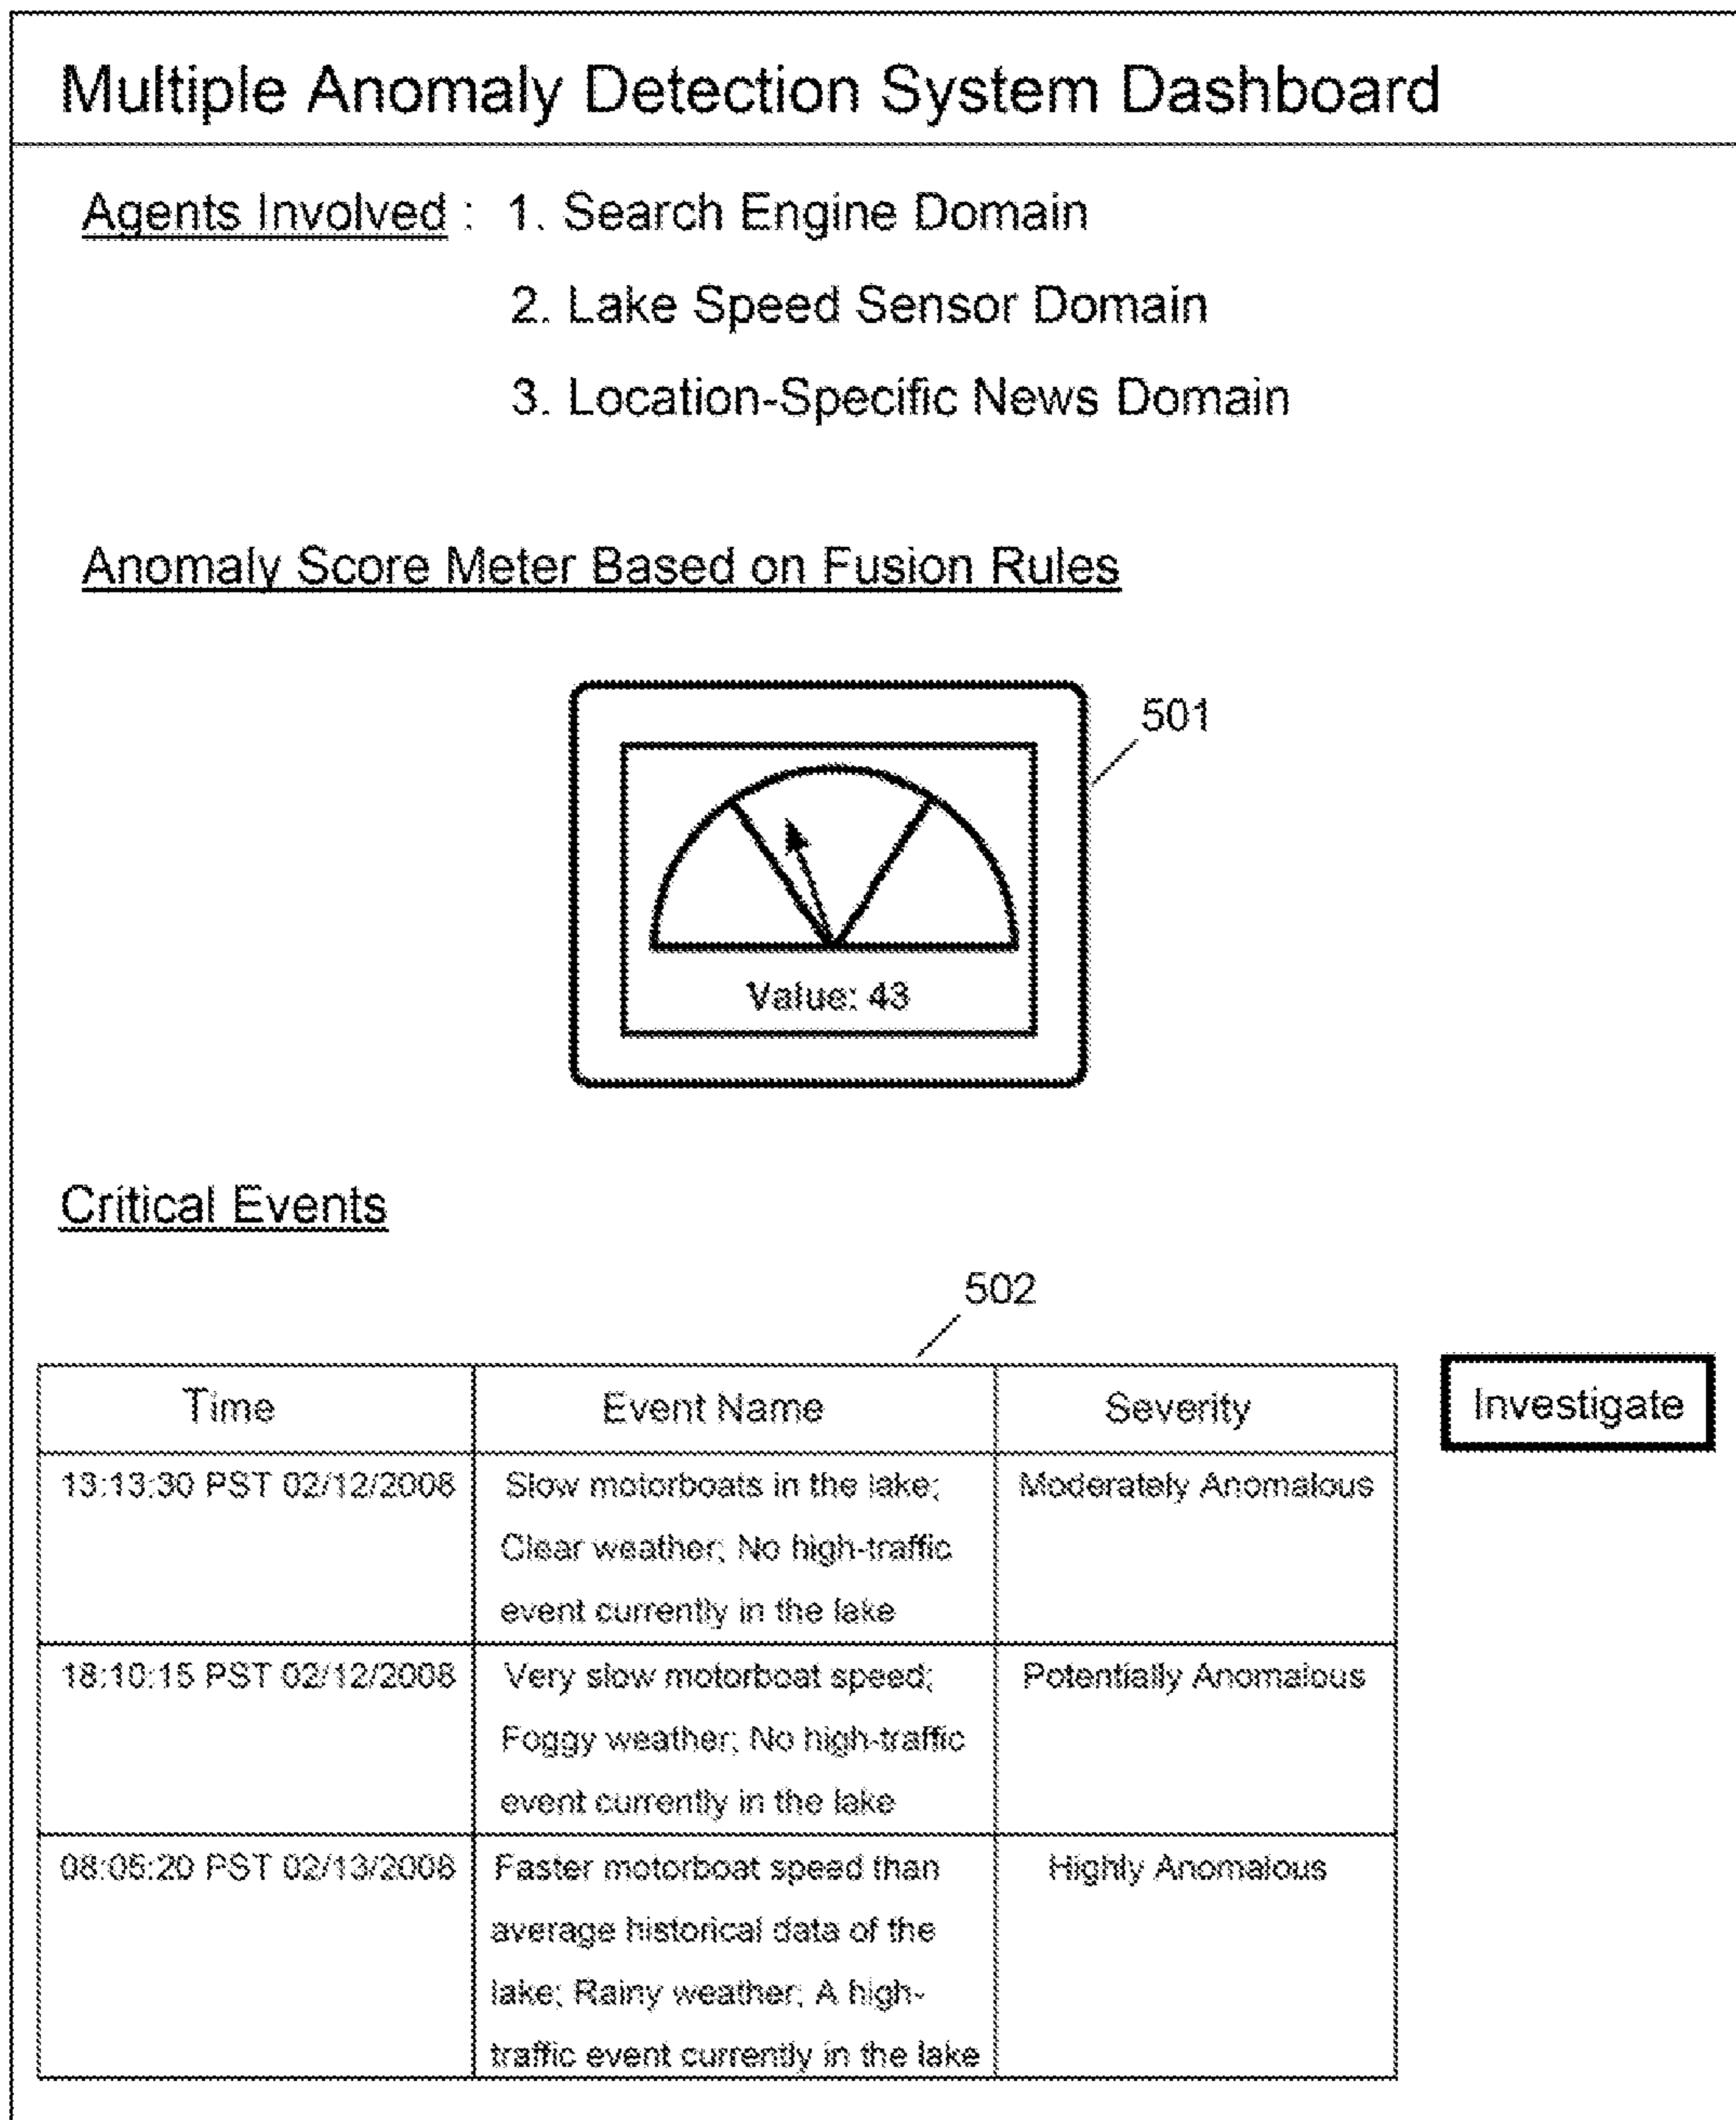 Multiple Anomaly Detection System Dashboard
Agents Involved : 1. Search Engine Domain
2. Lake Speed Sensor Domain
3. Location-Specific News Domain
Anomaly Score Meter Based on Fusion Rules
501
Value: 43
Critical Events
502
Time Event Name Severity Investigate
13:13:30 PST 02/12/2008 Slow motorboats in the lake; Moderately Anomalous
Clear weather; No high-traffic
event currently in the lake
18:10:15 PST 02/12/2008 Very slow motorboat speed; Potentially Anomalous
Foggy weather; No high-traffic
event currently in the lake
08:05:20 PST 02/13/2008 Faster motorboat speed than Highly Anomalous
average historical data of the
lake; Rainy weather; A high-
traffic event currently in the lake